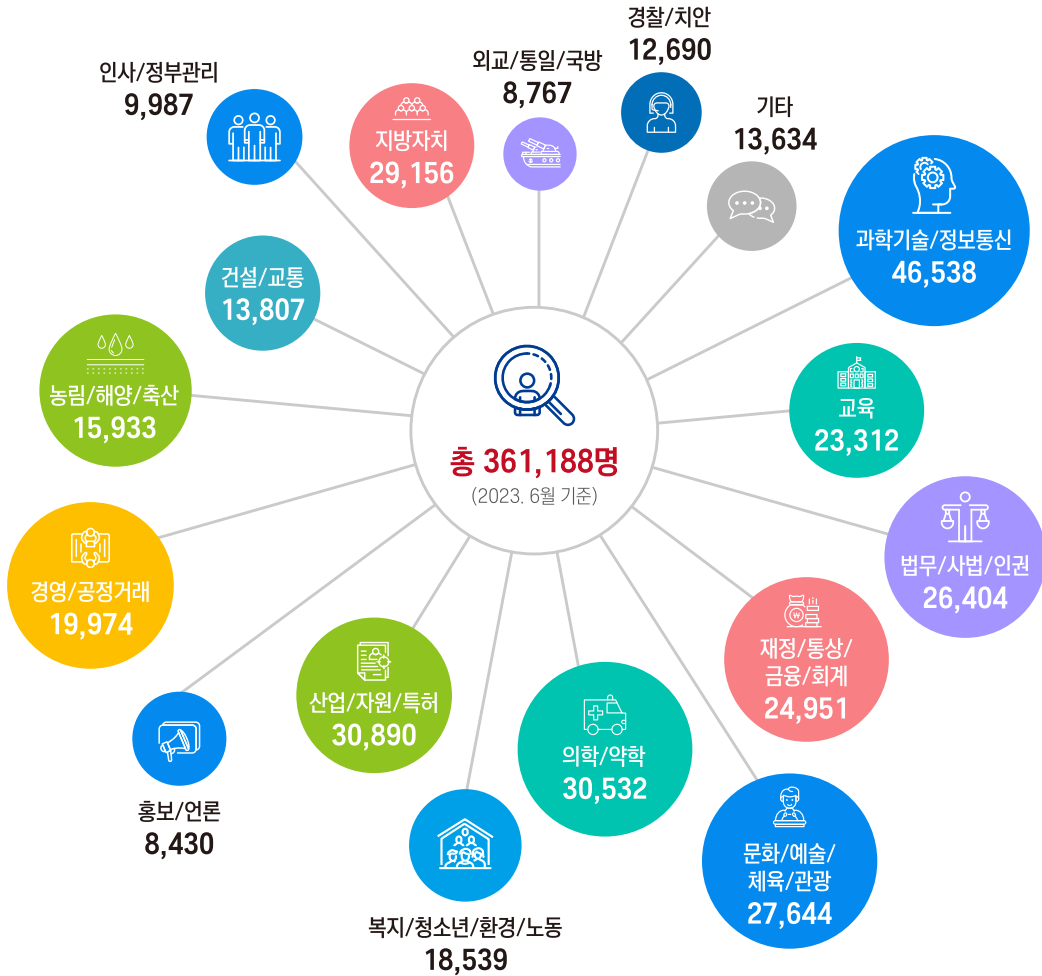 경찰/치안
12,690
외교/통일/국방
8,767
인사/정부관리
9,987
기타
13,634
지방자치
29,156
과학기술/정보통신
46,538
건설/교통
13,807
농림/해양/축산
15,933
교육
23,312
총 361,188명
(2023. 6월 기준)
법무/사법/인권
26,404
경영/공정거래
19,974
재정/통상/
금융/회계
24,951
산업/자원/특허
30,890
의학/약학
30,532
홍보/언론
8,430
문화/예술/
체육/관광
27,644
복지/청소년/환경/노동
18,539
₩